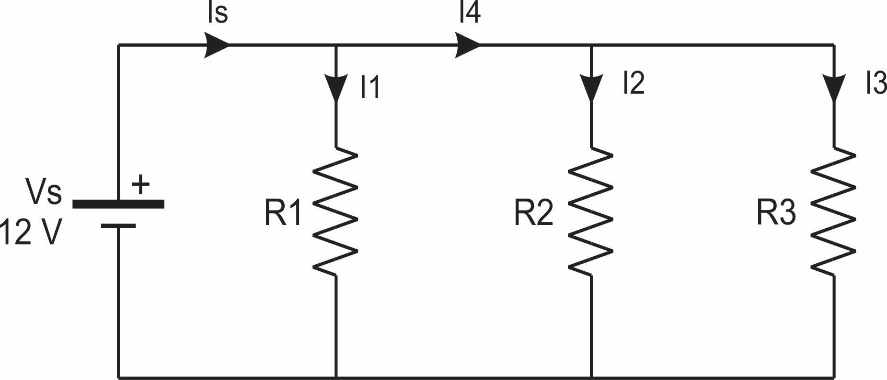 Is
I4
I1
I2
I3
+
Vs
12 V
R1
R2
R3